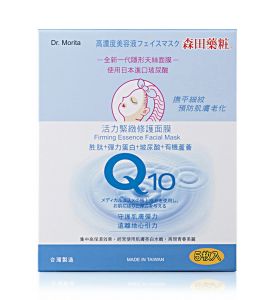 Dr. Morita
高濃度美容液フェイスマスク 森田藥粧
全新一代隱形天絲面膜
使用日本進口玻尿酸
撫平細紋
預防肌膚老化
活力緊緻修護面膜
Firming Essence Facial Mask
胜肽+彈力蛋白+玻尿酸+有機蘆薈
Q10
守護肌膚彈力
遠離地心引力
5枚入
台灣製造
MADE IN TAIWAN